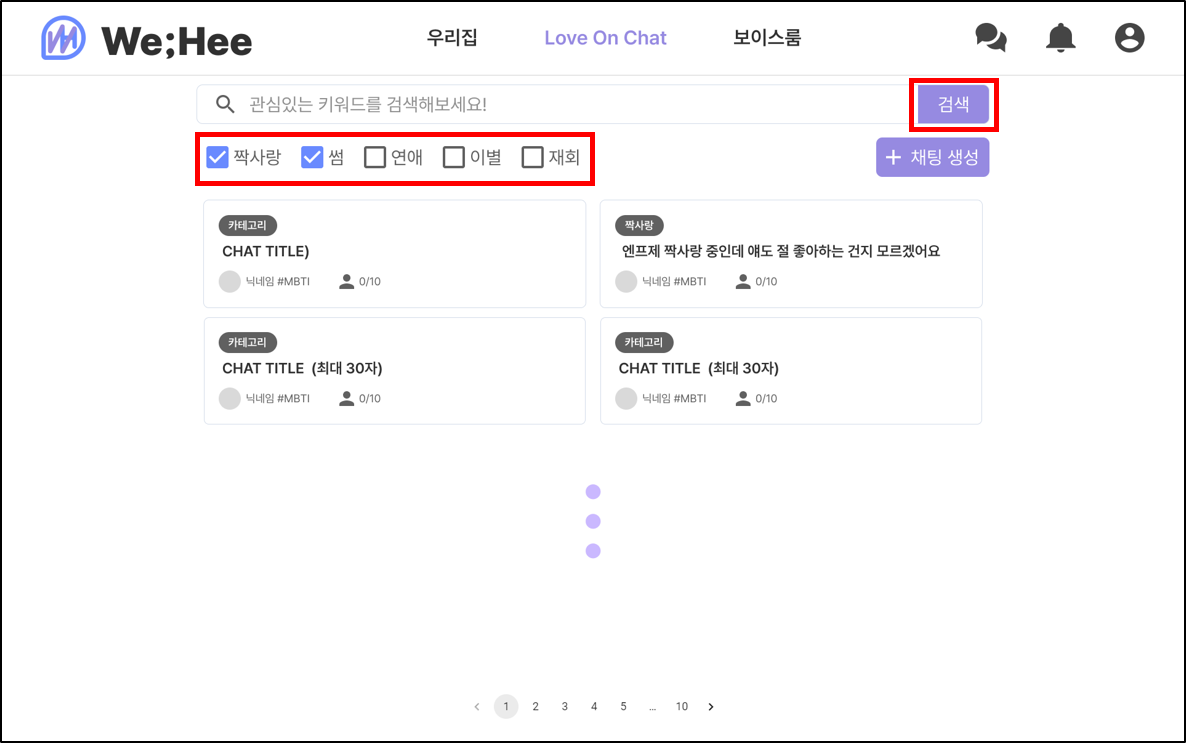 We;Hee 우리집 Love On Chat 보이스룸
관심있는 키워드를 검색해보세요! 검색
짝사랑 썸 연애 이별 재회 + 채팅 생성
카테고리
CHAT TITLE)
닉네임 #MBTI 0/10
짝사랑
엔프제 짝사랑 중인데 얘도 절 좋아하는 건지 모르겠어요
닉네임 #MBTI 0/10
카테고리
CHAT TITLE (최대 30자)
닉네임 #MBTI 0/10
카테고리
CHAT TITLE (최대 30자)
닉네임 #MBTI 0/10
‹ 1 2 3 4 5 ... 10 ›